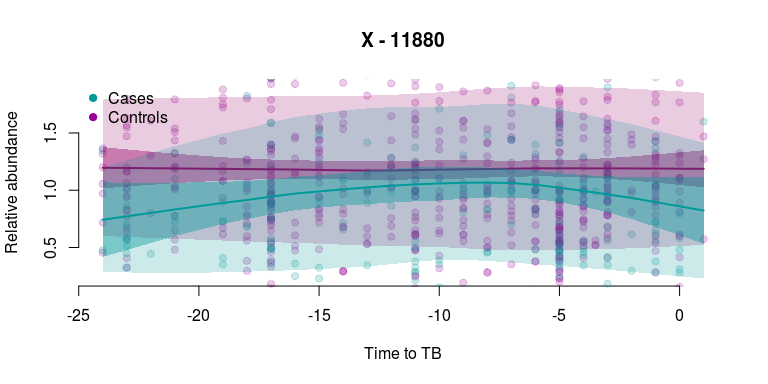 X - 11880
Cases
Controls
Relative abundance
1.5
1.0
0.5
-25 -20 -15 -10 -5 0
Time to TB